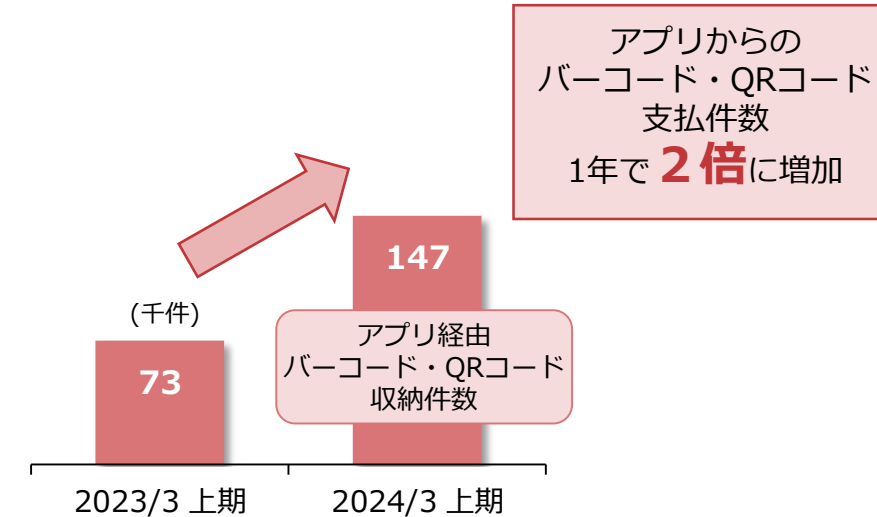 アプリからの
バーコード・QRコード
支払件数
1年で２倍に増加
147
(千件)
アプリ経由
バーコード・QRコード
収納件数
73
2023/3 上期
2024/3 上期